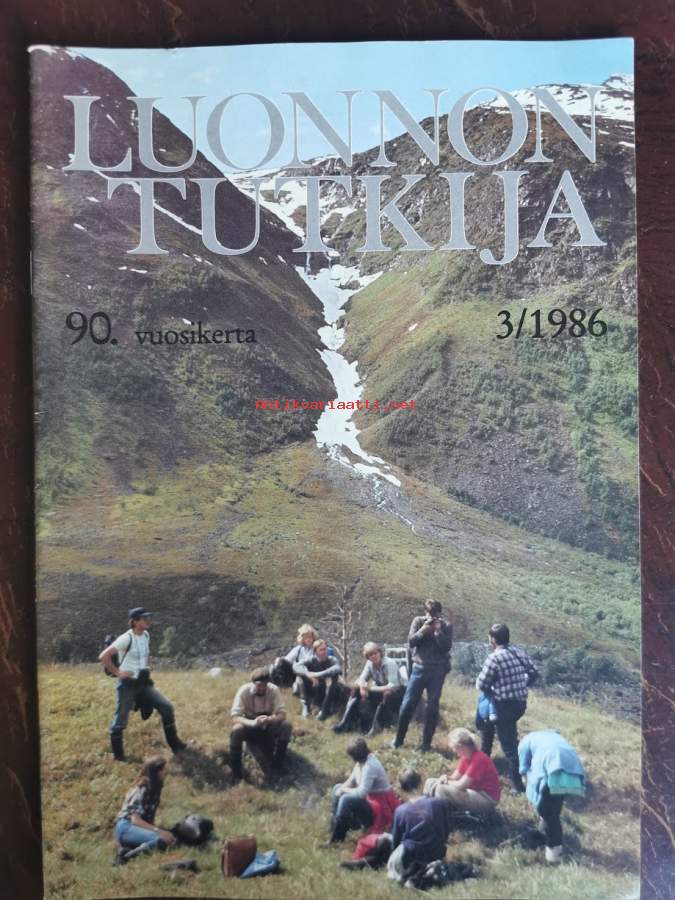 LUONNON
TUTKIJA
90. vuosikerta
3/1986
Antikvariaatti.net